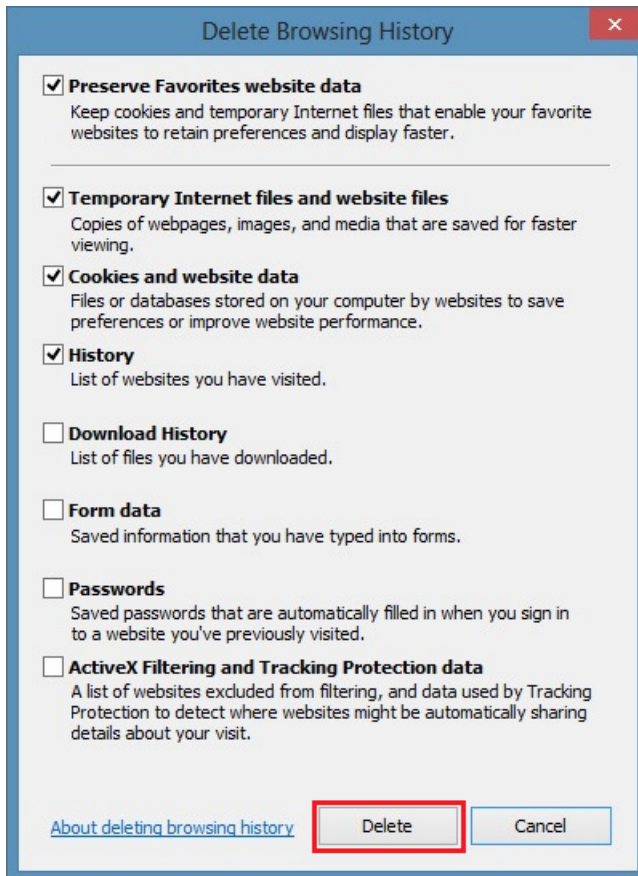 Delete Browsing History
Preserve Favorites website data
Keep cookies and temporary Internet files that enable your favorite
websites to retain preferences and display faster.
Temporary Internet files and website files
Copies of webpages, images, and media that are saved for faster
viewing.
Cookies and website data
Files or databases stored on your computer by websites to save
preferences or improve website performance.
History
List of websites you have visited.
Download History
List of files you have downloaded.
Form data
Saved information that you have typed into forms.
Passwords
Saved passwords that are automatically filled in when you sign in
to a website you've previously visited.
ActiveX Filtering and Tracking Protection data
A list of websites excluded from filtering, and data used by Tracking
Protection to detect where websites might be automatically sharing
details about your visit.
About deleting browsing history Delete Cancel